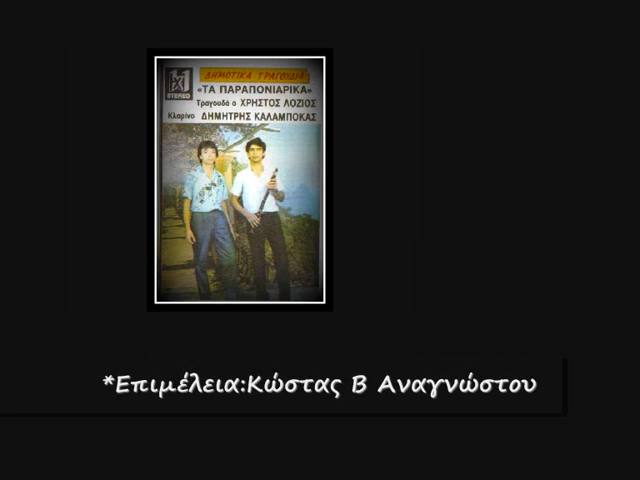 ΔΗΜΟΤΙΚΑ ΤΡΑΓΟΥΔΙΑ
STEREO
«ΤΑ ΠΑΡΑΠΟΝΙΑΡΙΚΑ»
Τραγουδά ο ΧΡΗΣΤΟΣ ΛΟΖΙΟΣ
Κλαρίνο ΔΗΜΗΤΡΗΣ ΚΑΛΑΜΠΟΚΑΣ
*Επιμέλεια:Κώστας Β Αναγνώστου